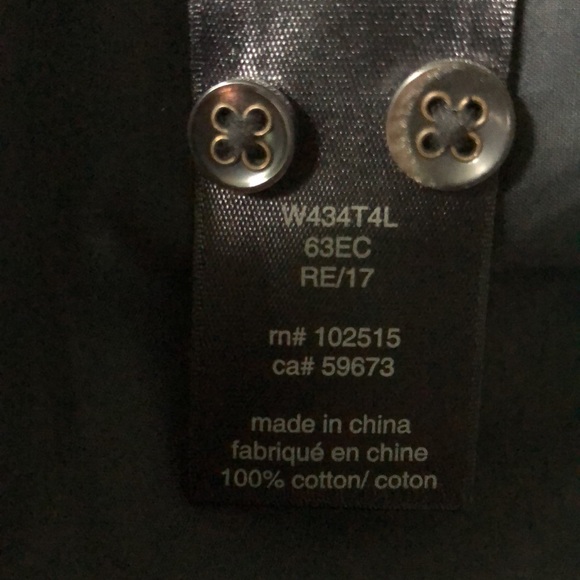 W434T4L
63EC
RE/17
rn# 102515
ca# 59673
made in china
fabriqué en chine
100% cotton/ coton